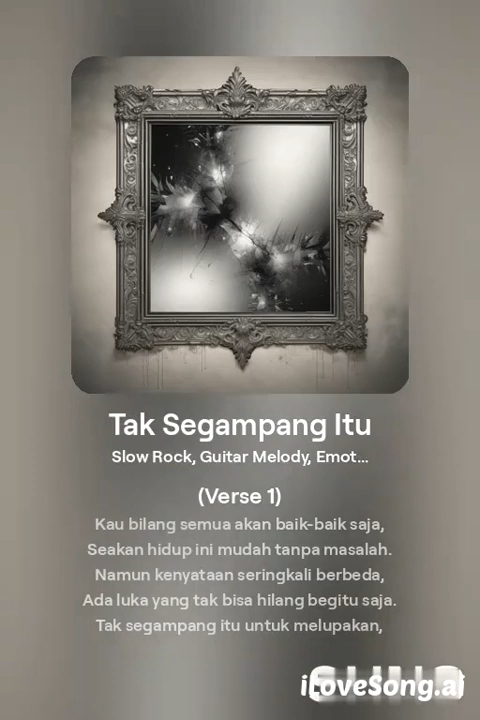 Tak Segampang Itu
Slow Rock, Guitar Melody, Emot...
(Verse 1)
Kau bilang semua akan baik-baik saja,
Seakan hidup ini mudah tanpa masalah.
Namun kenyataan seringkali berbeda,
Ada luka yang tak bisa hilang begitu saja.
Tak segampang itu untuk melupakan,
iLoveSong.ai